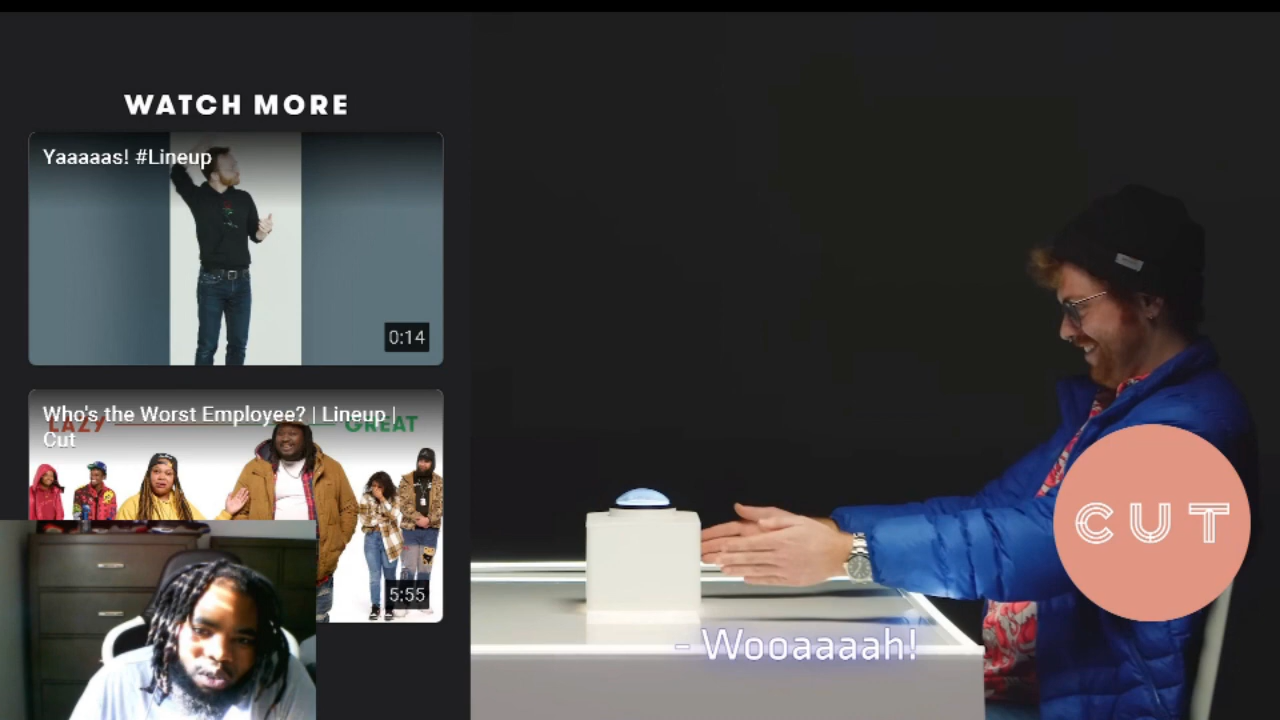 WATCH MORE
Yaaaaas! #Lineup
0:14
Who's the Worst Employee? | Lineup |
Cut
LAZY
GREAT
5:55
CUT
- Wooaaaah!